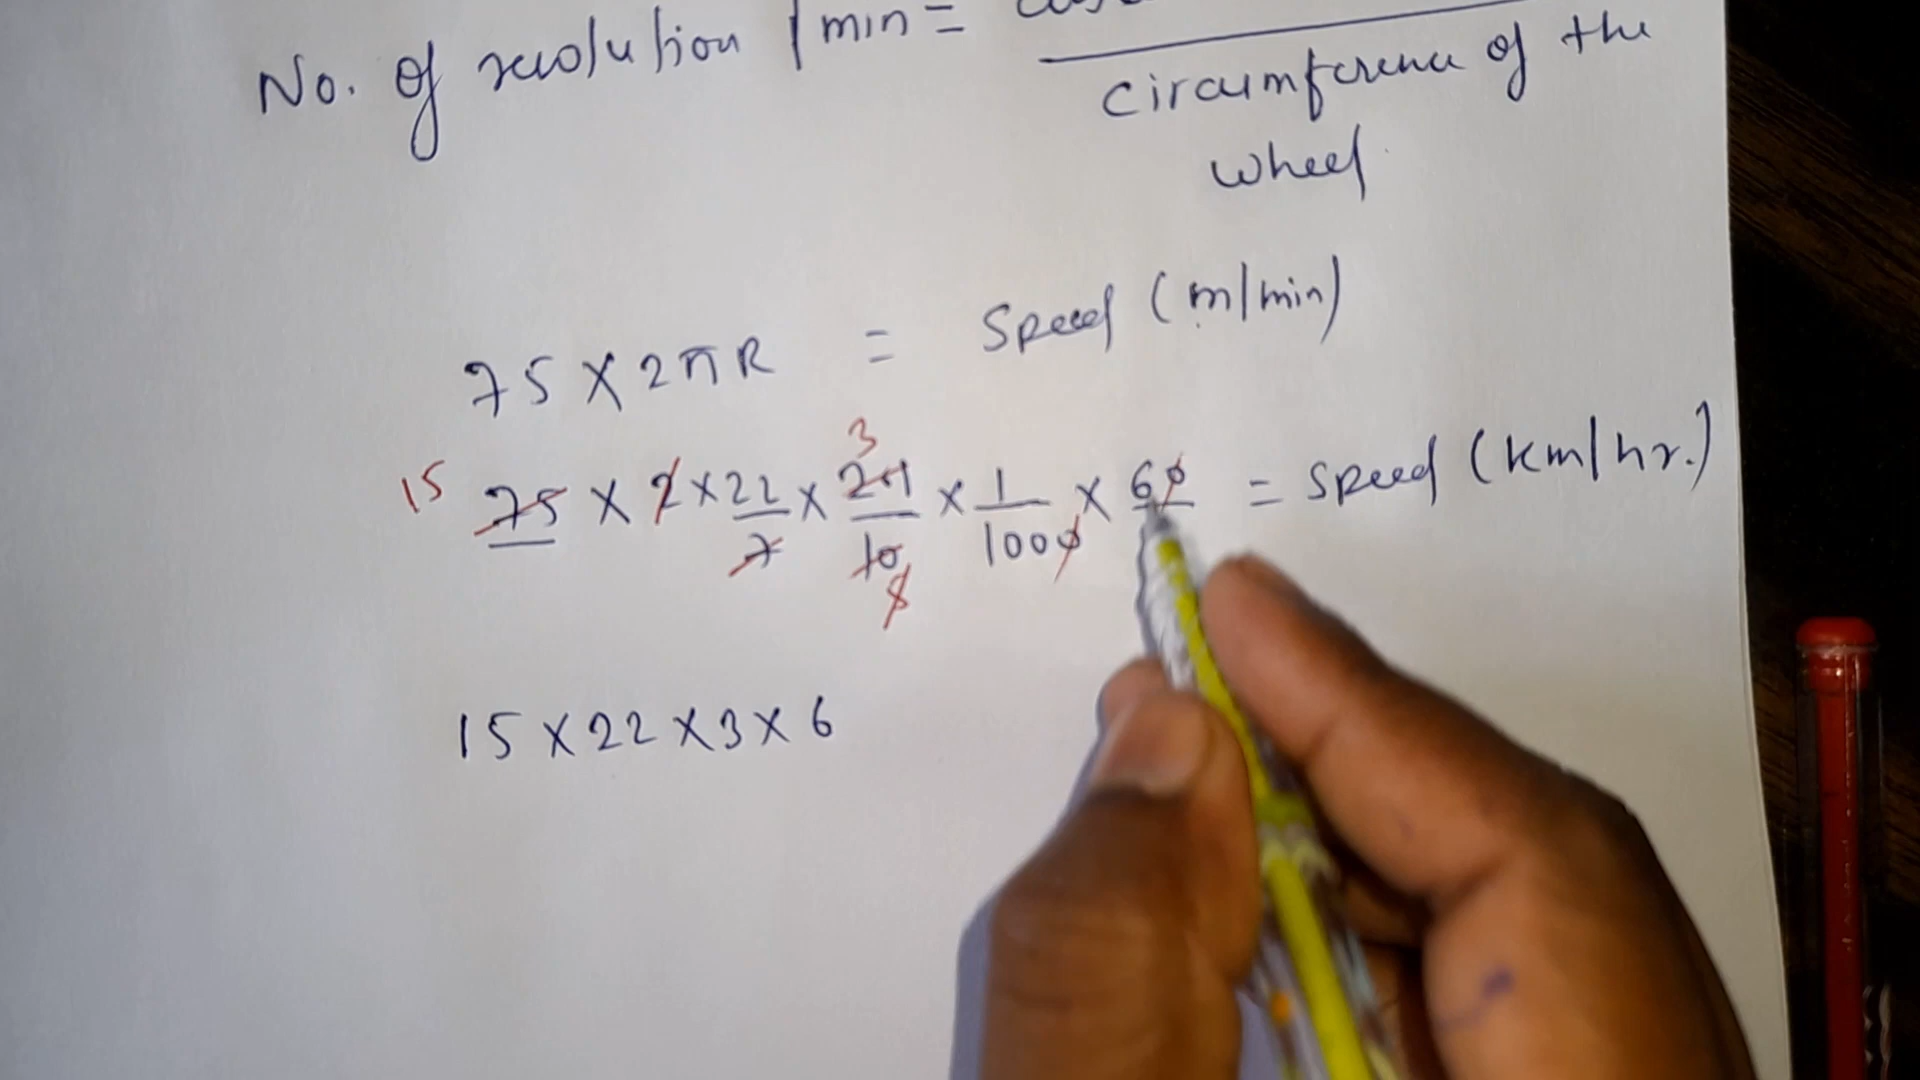 No. of revolution / min =
circumference of the
wheel
75 X 2πR = Speed (m/min)
3
15 75 X 2 X 22/7 X 21/10 X 1/1000 X 60 = Speed (km/hr.)
5
15 X 22 X 3 X 6